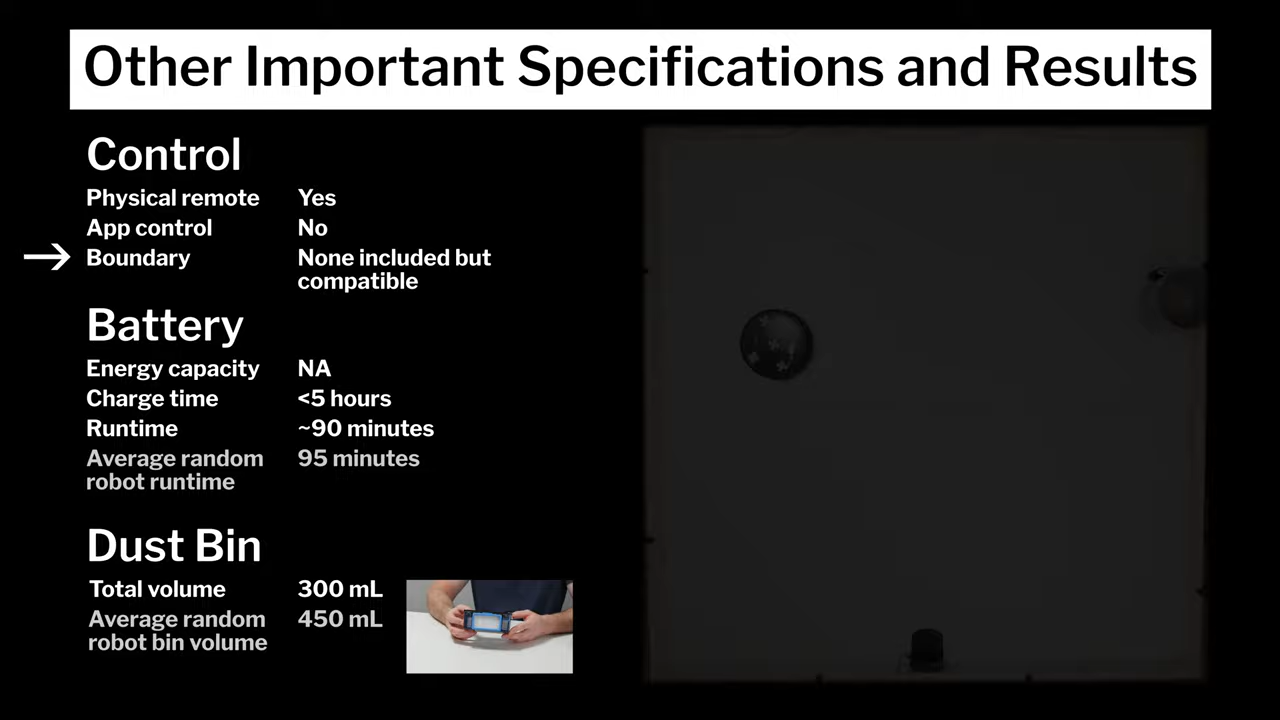 Other Important Specifications and Results
Control
Physical remote Yes
App control No
Boundary None included but
compatible
Battery
Energy capacity NA
Charge time <5 hours
Runtime ~90 minutes
Average random 95 minutes
robot runtime
Dust Bin
Total volume 300 mL
Average random 450 mL
robot bin volume